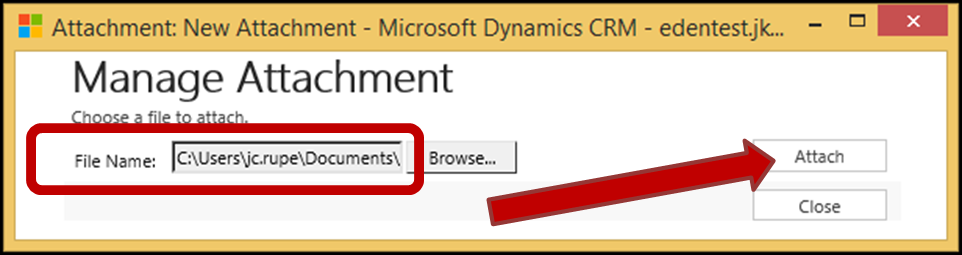 Attachment: New Attachment - Microsoft Dynamics CRM - edentest.jk...
Manage Attachment
Choose a file to attach.
File Name: C:\Users\jc.rupe\Documents\ Browse... Attach
Close